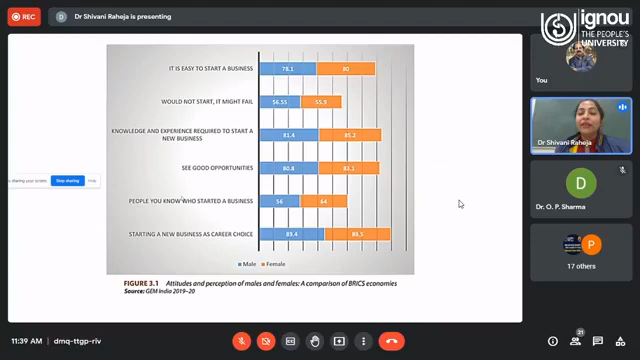 REC
D
Dr Shivani Raheja is presenting
ignou
THE PEOPLE'S
UNIVERSITY
IT IS EASY TO START A BUSINESS
78.1
80
WOULD NOT START, IT MIGHT FAIL
56.55
55.9
KNOWLEDGE AND EXPERIENCE REQUIRED TO START A
NEW BUSINESS
81.4
85.2
SEE GOOD OPPORTUNITIES
80.8
83.1
PEOPLE YOU KNOW WHO STARTED A BUSINESS
56
64
STARTING A NEW BUSINESS AS CAREER CHOICE
89.4
89.5
Male
Female
FIGURE 3.1 Attitudes and perception of males and females: A comparison of BRICS economies
Source: GEM India 2019–20
Stop sharing
Hide
You
Dr Shivani Raheja
D
Dr. O. P. Sharma
P
17 others
11:39 AM
dmq-ttgp-riv
21